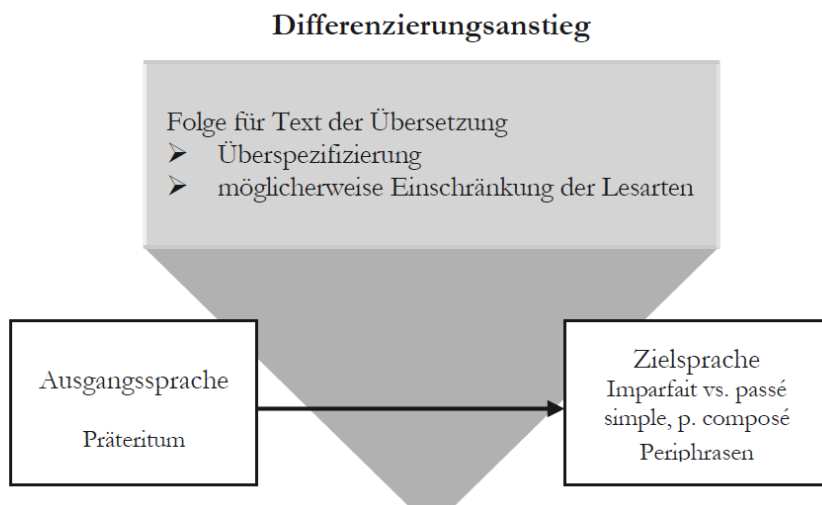 Differenzierungsanstieg
Folge für Text der Übersetzung
➤ Überspezifizierung
➤ möglicherweise Einschränkung der Lesarten
Ausgangssprache
Präteritum
Zielsprache
Imparfait vs. passé
simple, p. composé
Periphrasen